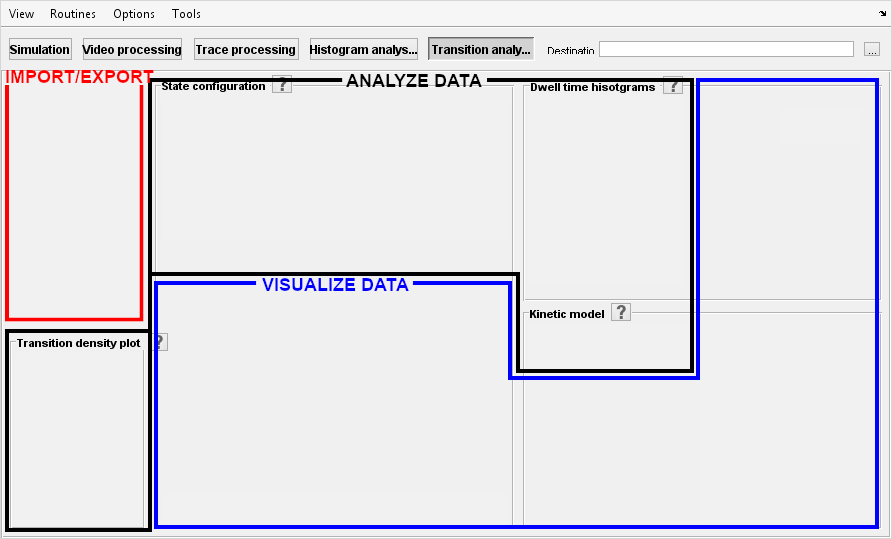 View Routines Options Tools
Simulation Video processing Trace processing Histogram analys... Transition analy... Destinatio ...
IMPORT/EXPORT ANALYZE DATA
State configuration ? Dwell time hisotgrams ?
VISUALIZE DATA
Kinetic model ?
Transition density plot ?